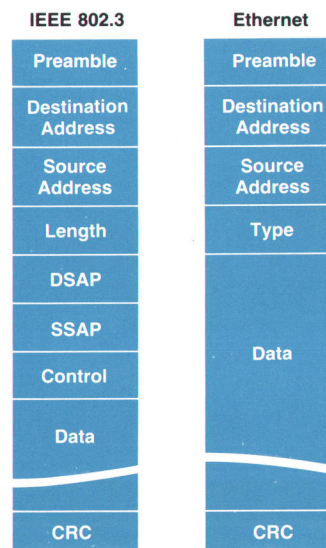 IEEE 802.3
Preamble
Destination
Address
Source
Address
Length
DSAP
SSAP
Control
Data
CRC
Ethernet
Preamble
Destination
Address
Source
Address
Type
Data
CRC